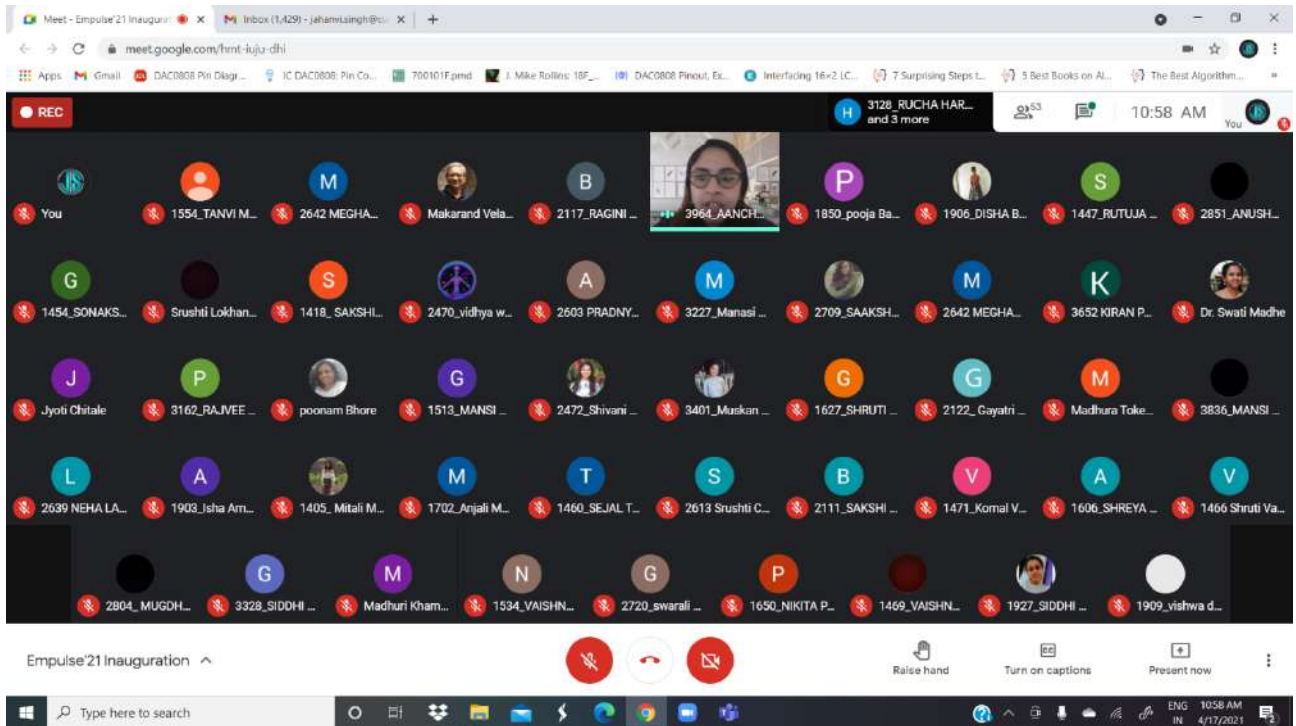 Meet - Empulse'21 Inaugura
Inbox (1,429) - jahanvi.singh@c
meet.google.com/hmt-iuju-dhi
Apps Gmail DAC0808 Pin Diagr... IC DAC0808: Pin Co... 700101F.pmd J. Mike Rollins: 18F_... DAC0808 Pinout, Ex... Interfacing 16×2 LC... 7 Surprising Steps t... 5 Best Books on Al... The Best Algorithm...
REC
H 3128_RUCHA HAR...
and 3 more
53
10:58 AM
You
M B P S
You 1554_TANVI M... 2642 MEGHA... Makarand Vela... 2117_RAGINI ... 3964_AANCH... 1850_pooja Ba... 1906_DISHA B... 1447_RUTUJA ... 2851_ANUSH...
G S A M M K
1454_SONAKS... Srushti Lokhan... 1418_ SAKSHI... 2470_vidhya w... 2603 PRADNY... 3227_Manasi ... 2709_SAAKSH... 2642 MEGHA... 3652 KIRAN P... Dr. Swati Madhe
J P G G G M
Jyoti Chitale 3162_RAJVEE ... poonam Bhore 1513_MANSI ... 2472_Shivani ... 3401_Muskan ... 1627_SHRUTI ... 2122_Gayatri ... Madhura Toke... 3836_MANSI ...
L A M T S B V A V
2639 NEHA LA... 1903_Isha Am... 1405_ Mitali M... 1702_Anjali M... 1460_SEJAL T... 2613 Srushti C... 2111_SAKSHI ... 1471_Komal V... 1606_SHREYA ... 1466 Shruti Va...
G M N G P
2804_ MUGDH... 3328_SIDDHI ... Madhuri Kham... 1534_VAISHN... 2720_swarali ... 1650_NIKITA P... 1469_VAISHN... 1927_SIDDHI ... 1909_vishwa d...
Empulse'21 Inauguration
Raise hand Turn on captions Present now
Type here to search
ENG 10:58 AM
IN 4/17/2021